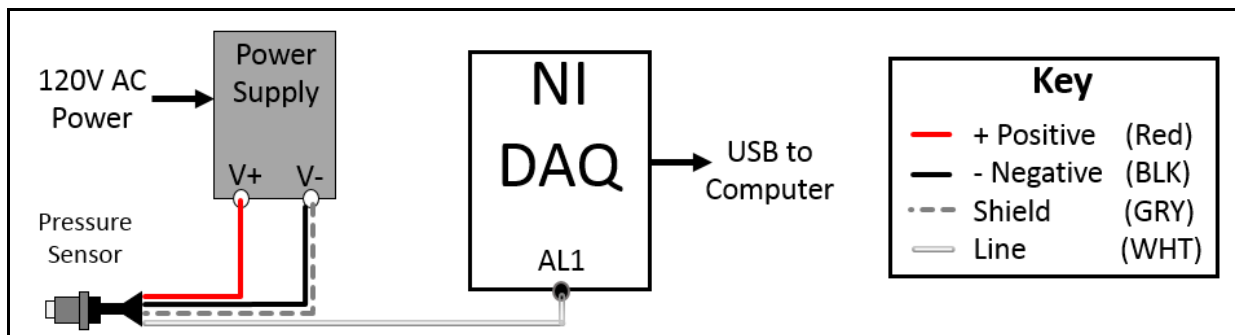 120V AC
Power
Power
Supply
V+ V-
Pressure
Sensor
NI
DAQ
AL1
USB to
Computer
Key
+ Positive (Red)
- Negative (BLK)
Shield (GRY)
Line (WHT)